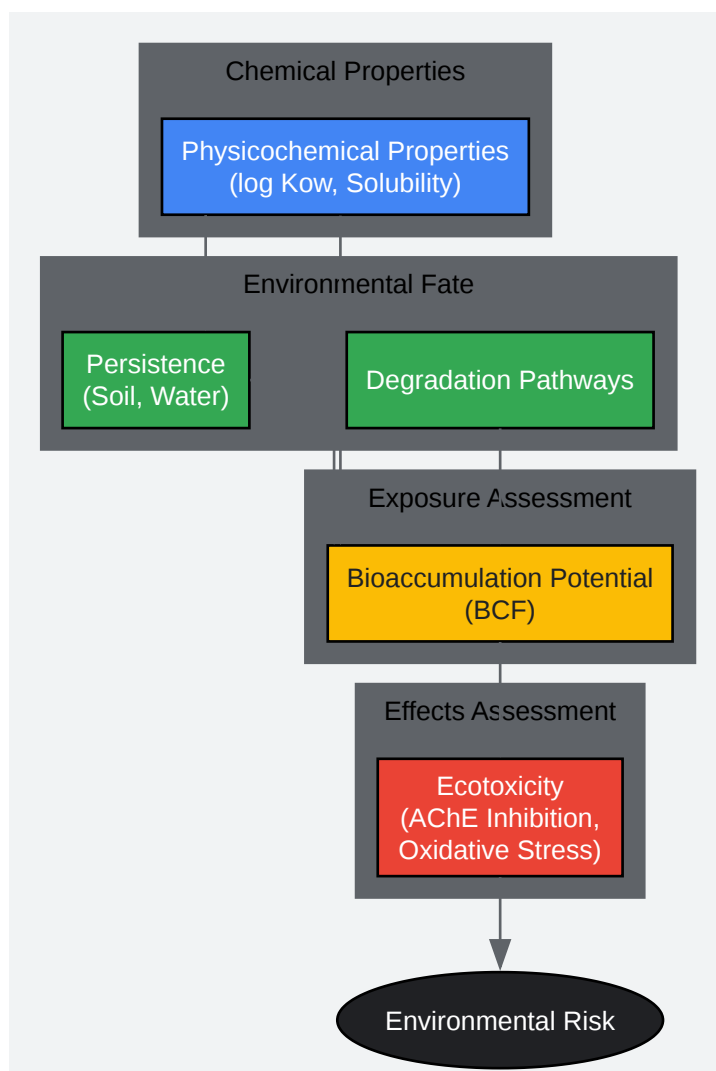 Chemical Properties
Physicochemical Properties
(log Kow, Solubility)
Environmental Fate
Persistence
(Soil, Water)
Degradation Pathways
Exposure Assessment
Bioaccumulation Potential
(BCF)
Effects Assessment
Ecotoxicity
(AChE Inhibition,
Oxidative Stress)
Environmental Risk